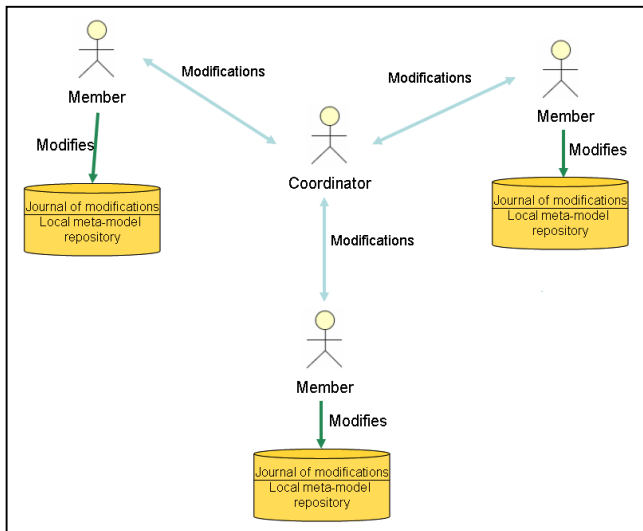 Modifications
Modifications
Member
Member
Modifies
Modifies
Coordinator
Journal of modifications
Local meta-model
repository
Journal of modifications
Local meta-model
repository
Modifications
Member
Modifies
Journal of modifications
Local meta-model
repository